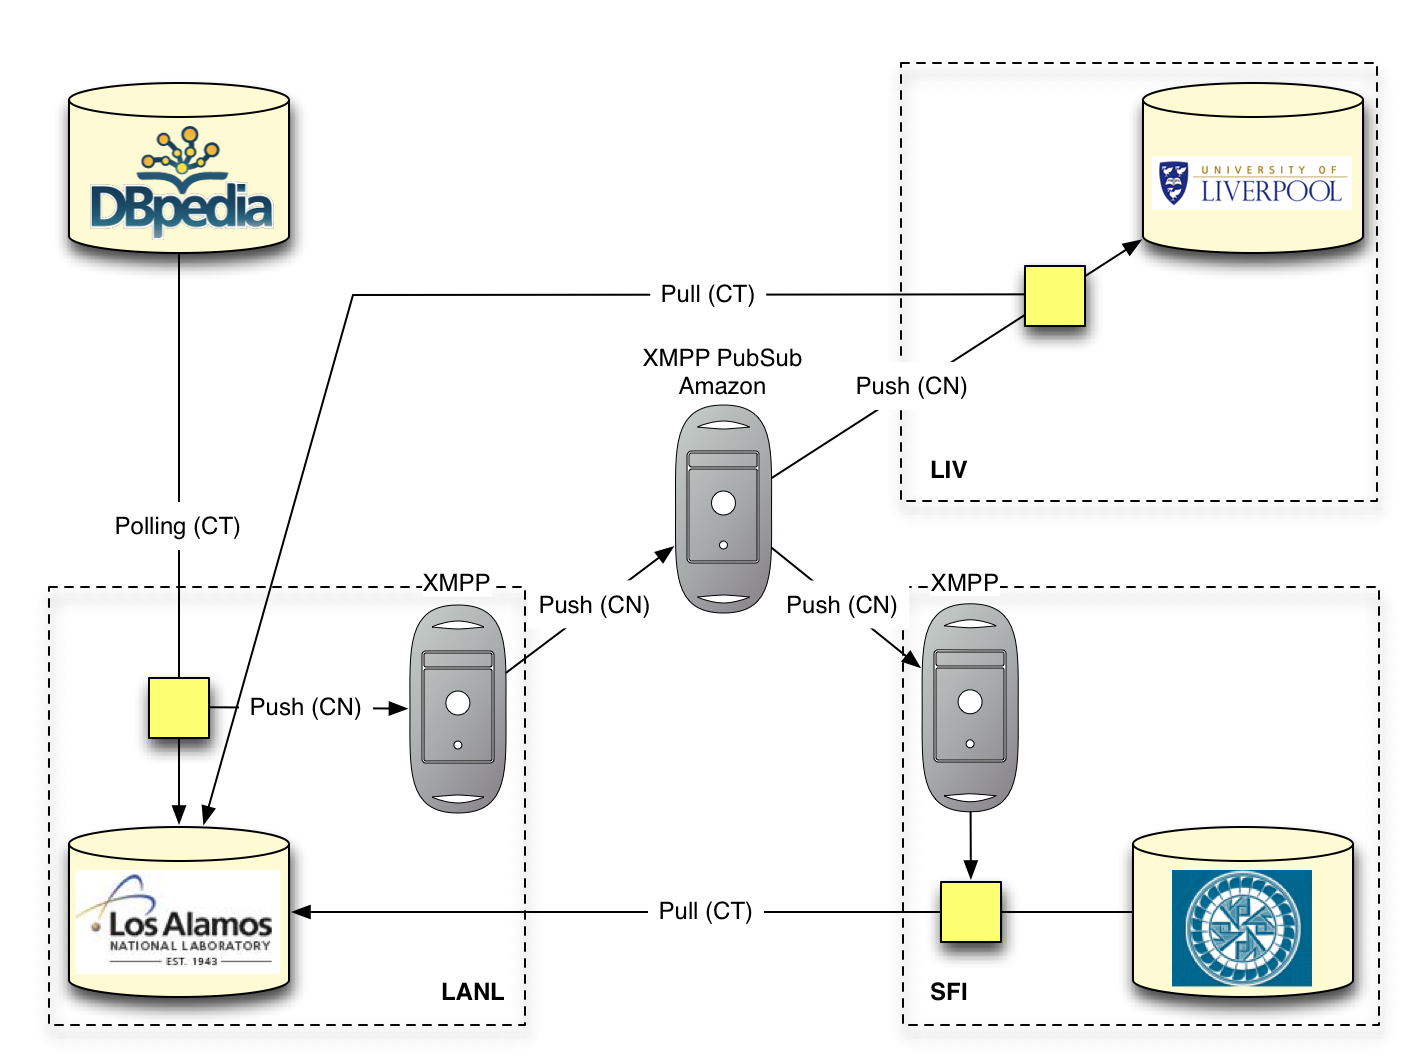 DBpedia
UNIVERSITY OF
LIVERPOOL
Pull (CT)
XMPP PubSub
Amazon
Push (CN)
LIV
Polling (CT)
XMPP
Push (CN)
Push (CN)
XMPP
Push (CN)
Los Alamos
NATIONAL LABORATORY
EST. 1943
Pull (CT)
LANL
SFI